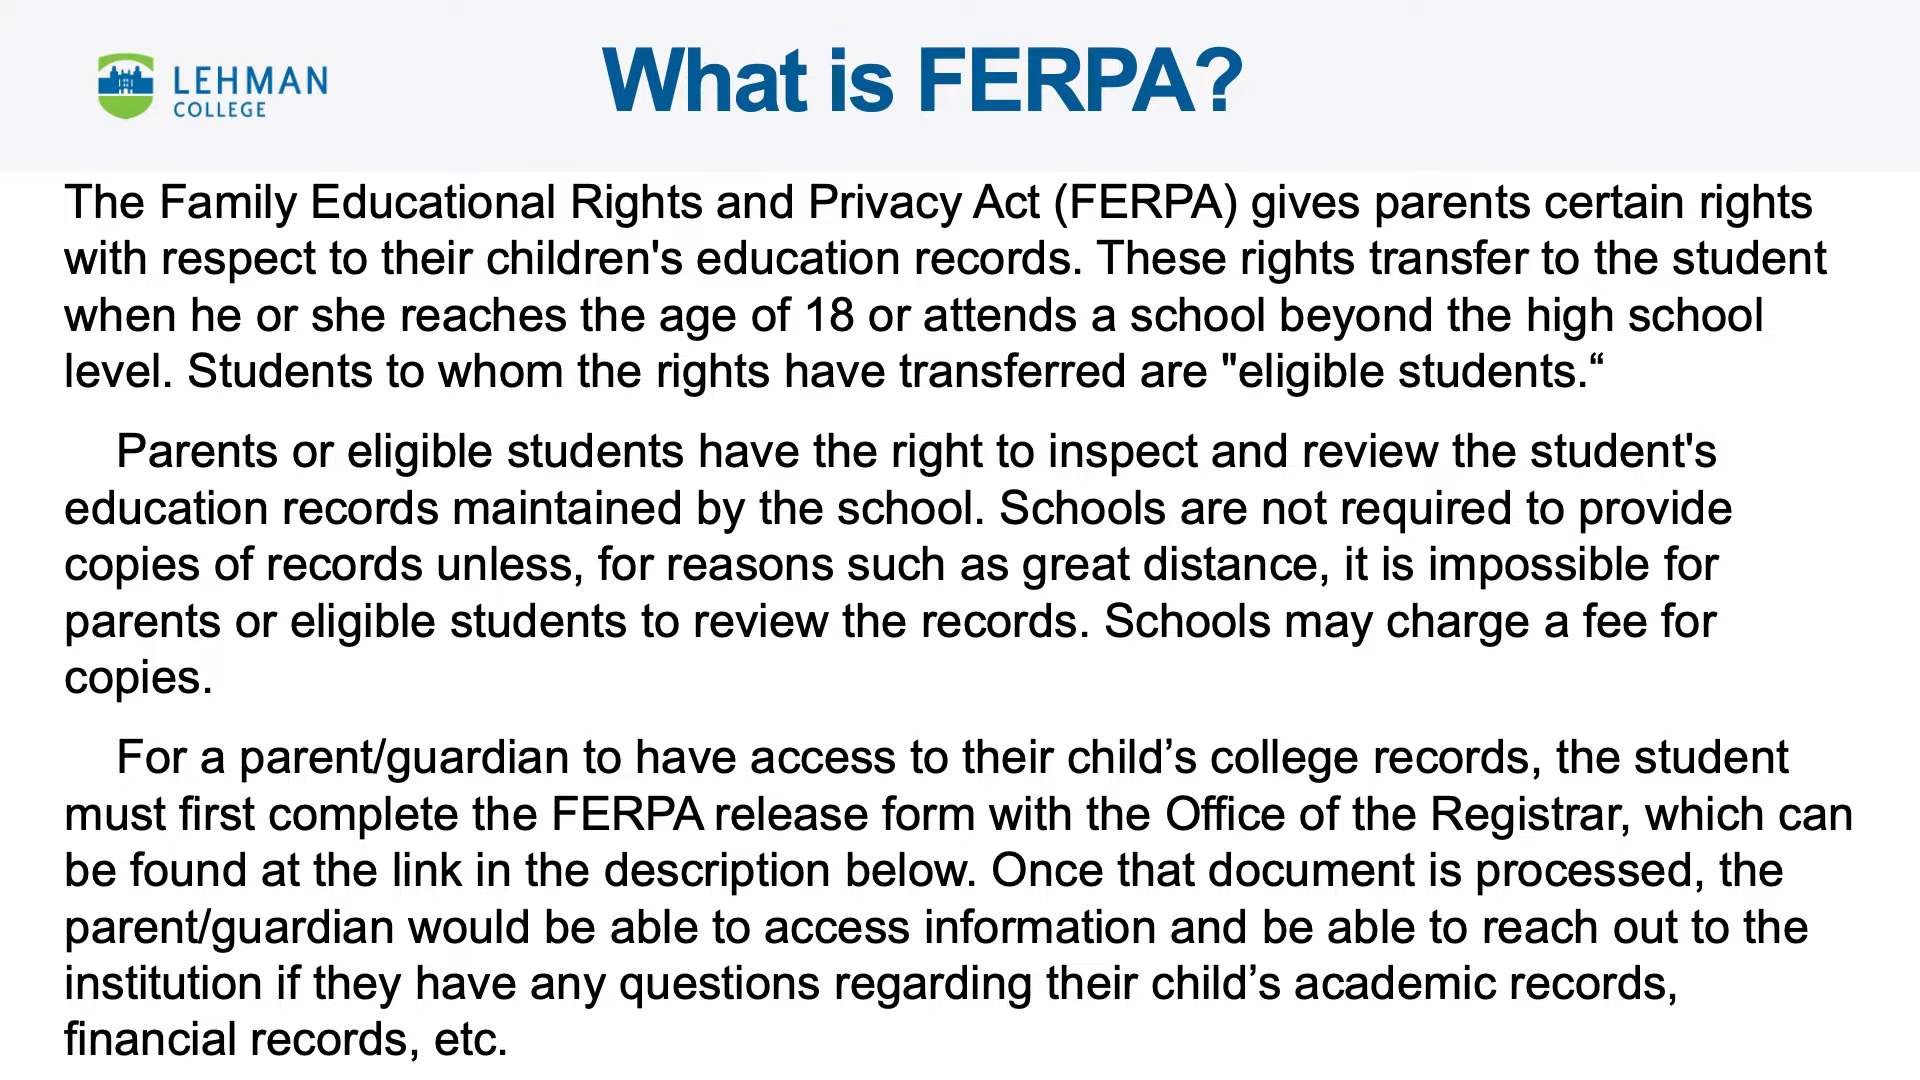 LEHMAN
COLLEGE
What is FERPA?
The Family Educational Rights and Privacy Act (FERPA) gives parents certain rights
with respect to their children's education records. These rights transfer to the student
when he or she reaches the age of 18 or attends a school beyond the high school
level. Students to whom the rights have transferred are "eligible students.“
Parents or eligible students have the right to inspect and review the student's
education records maintained by the school. Schools are not required to provide
copies of records unless, for reasons such as great distance, it is impossible for
parents or eligible students to review the records. Schools may charge a fee for
copies.
For a parent/guardian to have access to their child’s college records, the student
must first complete the FERPA release form with the Office of the Registrar, which can
be found at the link in the description below. Once that document is processed, the
parent/guardian would be able to access information and be able to reach out to the
institution if they have any questions regarding their child’s academic records,
financial records, etc.